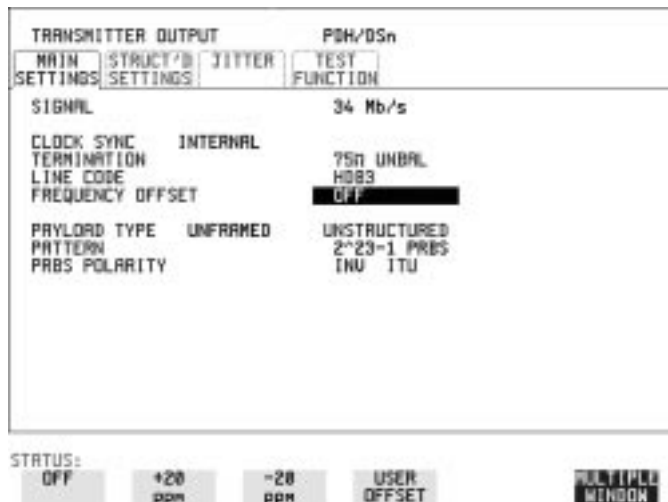 TRANSMITTER OUTPUT PDH/DSn
MAIN SETTINGS STRUCT'D SETTINGS JITTER TEST FUNCTION
SIGNAL 34 Mb/s
CLOCK SYNC INTERNAL
TERMINATION 75Ω UNBAL
LINE CODE HDB3
FREQUENCY OFFSET OFF
PAYLOAD TYPE UNFRAMED UNSTRUCTURED
PATTERN 2^23-1 PRBS
PRBS POLARITY INV ITU
STATUS:
OFF +20 PPM -20 PPM USER OFFSET MULTIPLE WINDOW